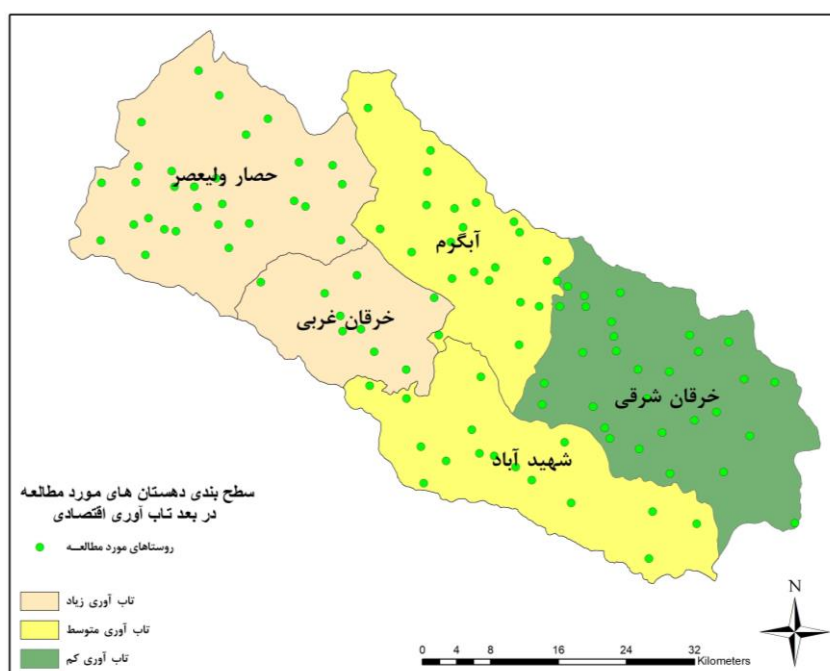 حصار ولیعصر
آبگرم
خرقان غربی
خرقان شرقی
شهید آباد
سطح بندی دهستان های مورد مطالعه
در بعد تاب آوری اقتصادی
روستاهای مورد مطالعه
تاب آوری زیاد
تاب آوری متوسط
تاب آوری کم
N
0 4 8 16 24 32
Kilometers